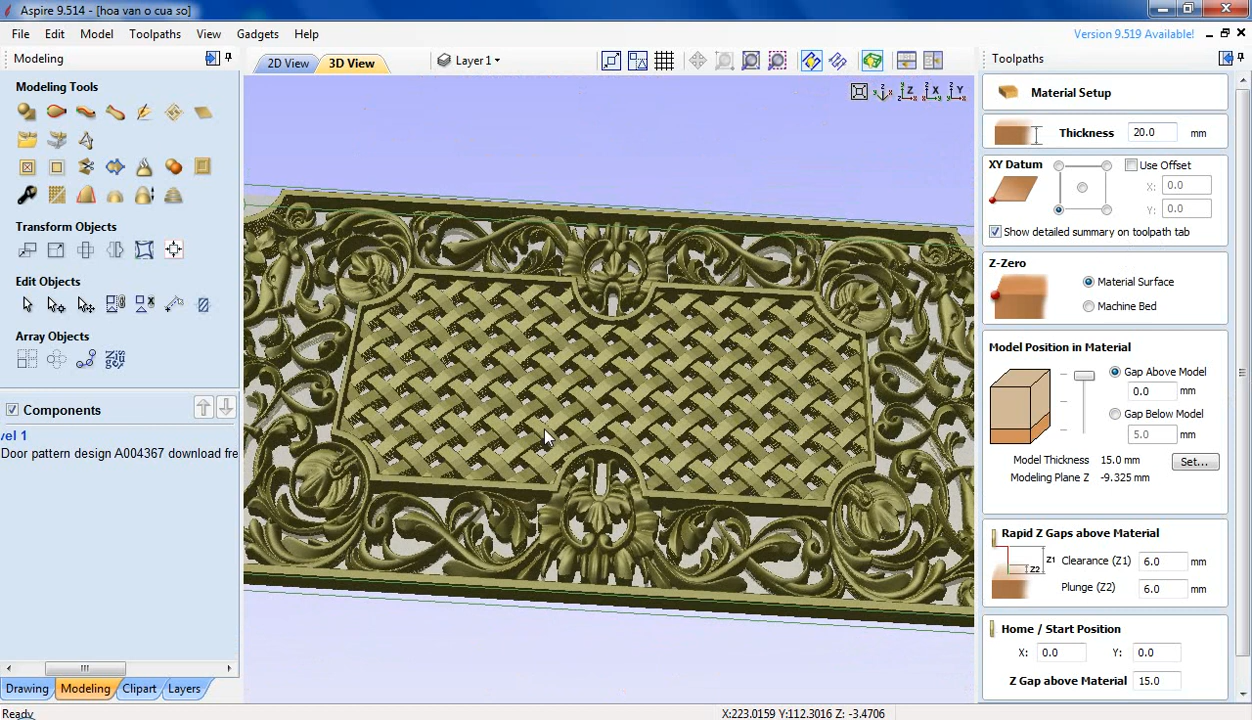 Aspire 9.514 - [hoa van o cua so]
File Edit Model Toolpaths View Gadgets Help
Version 9.519 Available!
Modeling
2D View
3D View
Layer 1
Toolpaths
Modeling Tools
Transform Objects
Edit Objects
Array Objects
Components
vel 1
Door pattern design A004367 download fre
Drawing Modeling Clipart Layers
Z X Y
Material Setup
Thickness 20.0 mm
XY Datum
Use Offset
X: 0.0
Y: 0.0
Show detailed summary on toolpath tab
Z-Zero
Material Surface
Machine Bed
Model Position in Material
Gap Above Model
0.0 mm
Gap Below Model
5.0 mm
Model Thickness 15.0 mm
Modeling Plane Z -9.325 mm
Set...
Rapid Z Gaps above Material
Z1
Z2
Clearance (Z1) 6.0 mm
Plunge (Z2) 6.0 mm
Home / Start Position
X: 0.0 Y: 0.0
Z Gap above Material 15.0
Ready
X:223.0159 Y:112.3016 Z: -3.4706